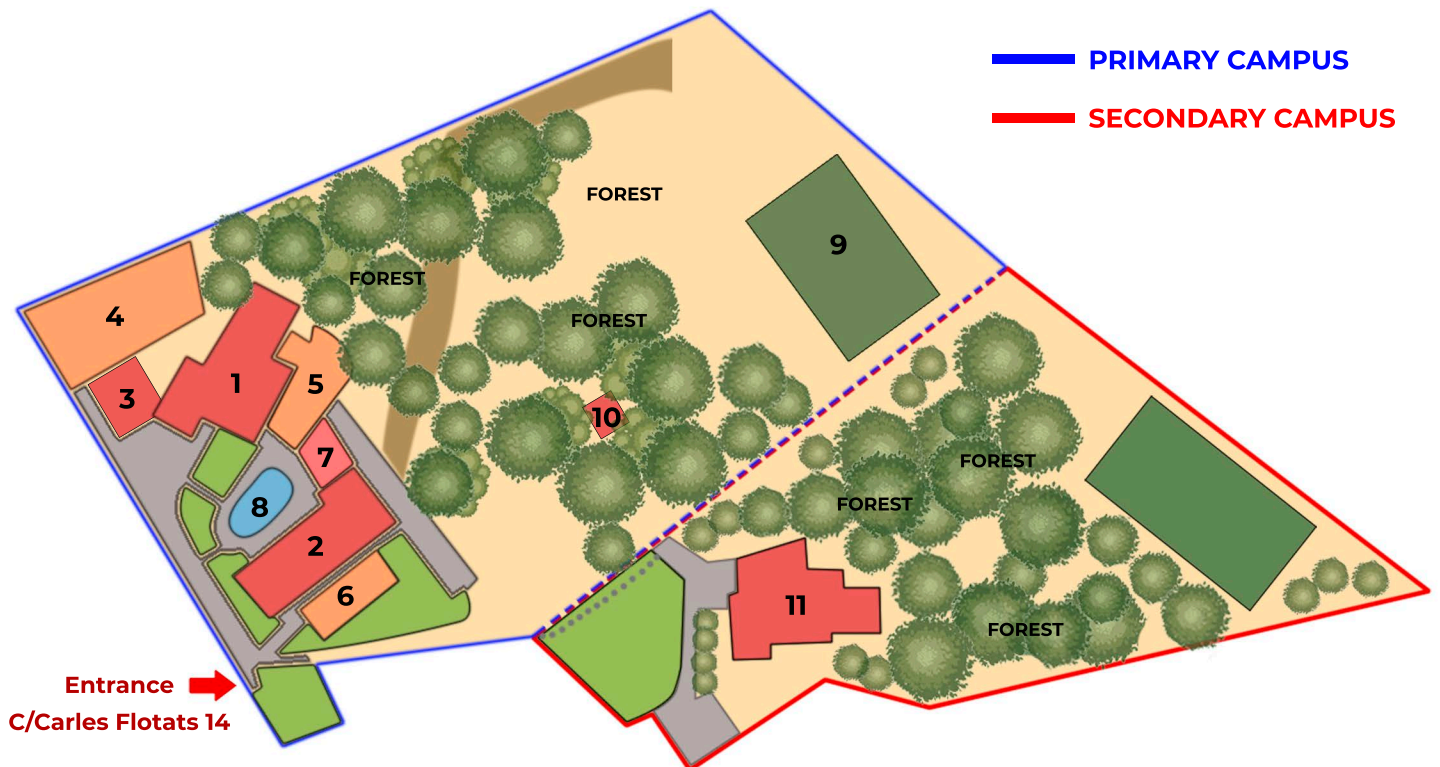 PRIMARY CAMPUS
SECONDARY CAMPUS
FOREST
9
FOREST
4
FOREST
1
5
3
10
7
FOREST
8
FOREST
2
6
11
FOREST
Entrance
C/Carles Flotats 14